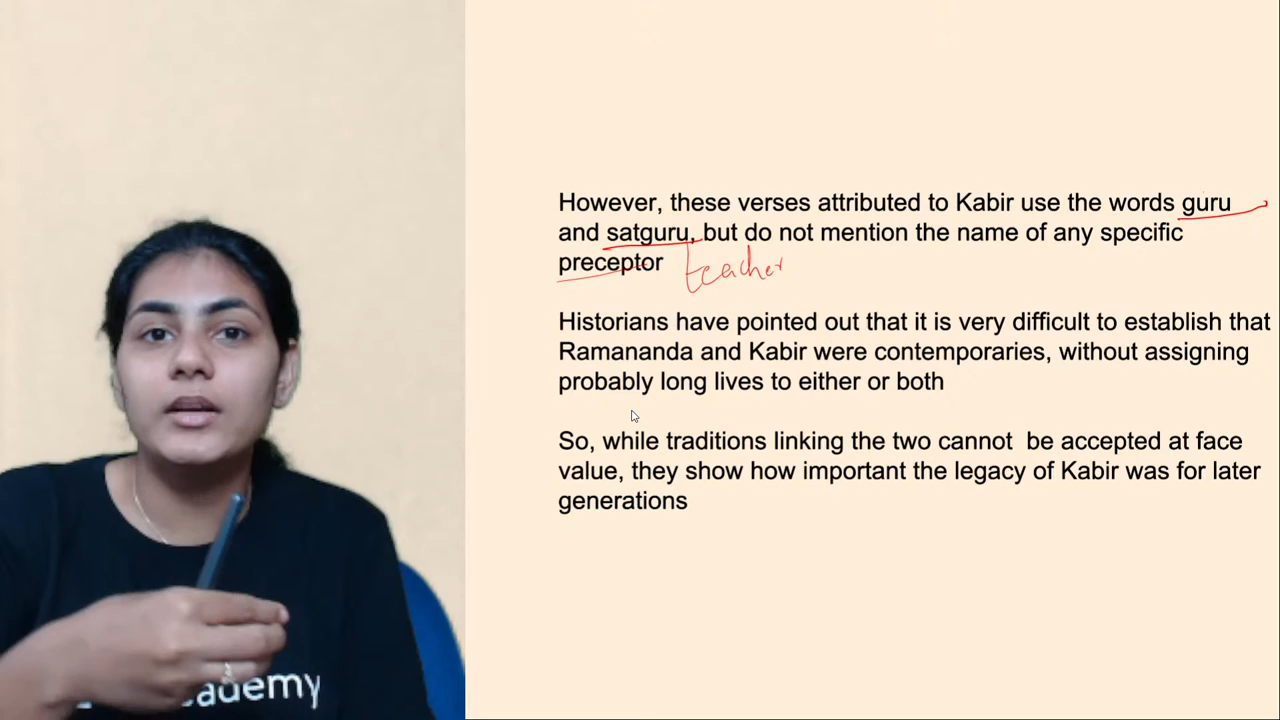 However, these verses attributed to Kabir use the words guru
and satguru, but do not mention the name of any specific
preceptor
teacher
Historians have pointed out that it is very difficult to establish that
Ramananda and Kabir were contemporaries, without assigning
probably long lives to either or both
So, while traditions linking the two cannot be accepted at face
value, they show how important the legacy of Kabir was for later
generations
ademy